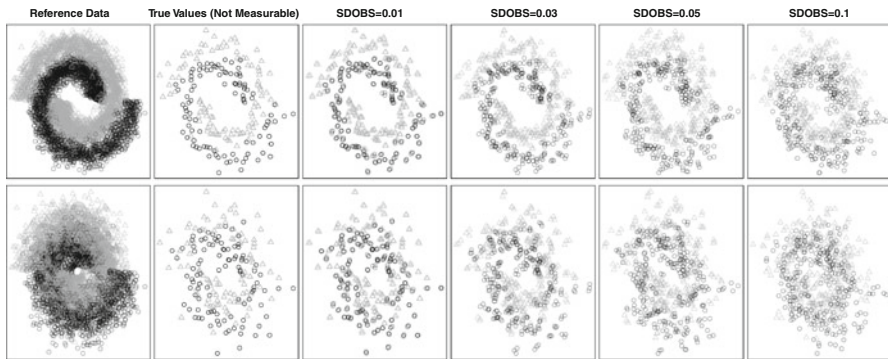 Reference Data
True Values (Not Measurable)
SDOBS=0.01
SDOBS=0.03
SDOBS=0.05
SDOBS=0.1